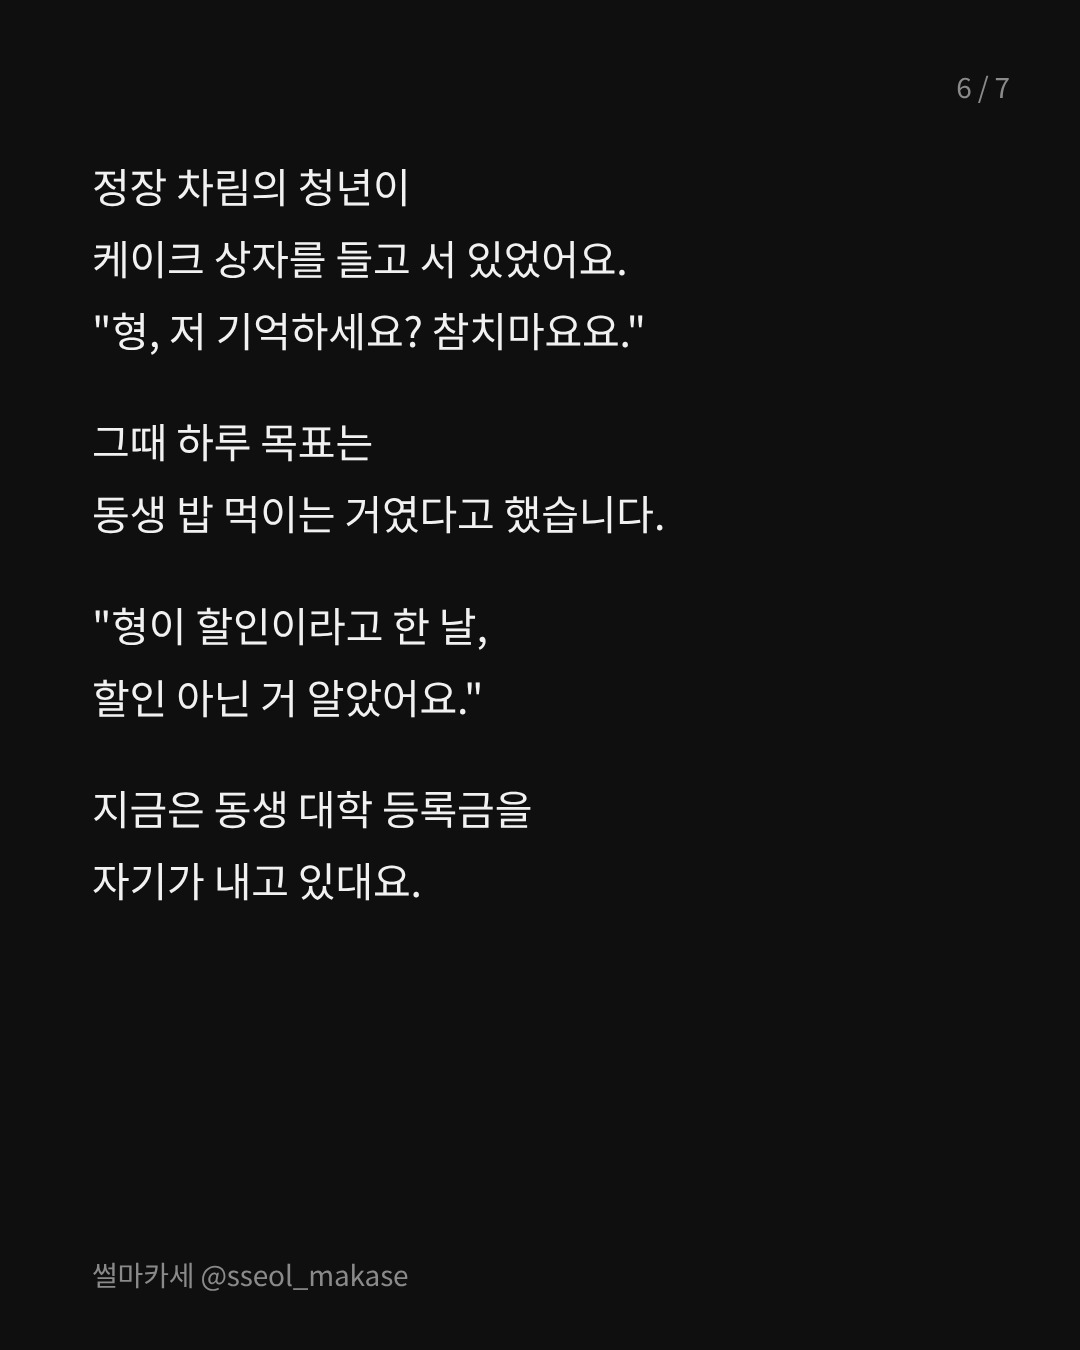 6 / 7
정장 차림의 청년이
케이크 상자를 들고 서 있었어요.
"형, 저 기억하세요? 참치마요요."
그때 하루 목표는
동생 밥 먹이는 거였다고 했습니다.
"형이 할인이라고 한 날,
할인 아닌 거 알았어요."
지금은 동생 대학 등록금을
자기가 내고 있대요.
썰마카세 @sseol_makase